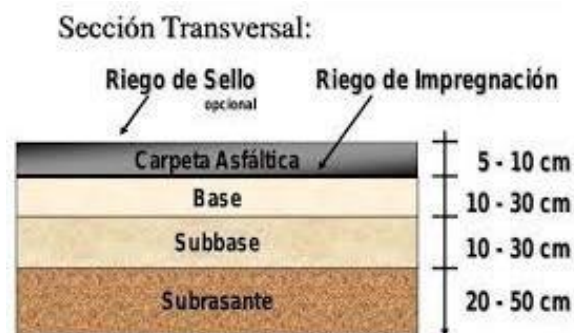 Sección Transversal:
Riego de Sello
opcional
Riego de Impregnación
Carpeta Asfáltica
5 - 10 cm
Base
10 - 30 cm
Subbase
10 - 30 cm
Subrasante
20 - 50 cm